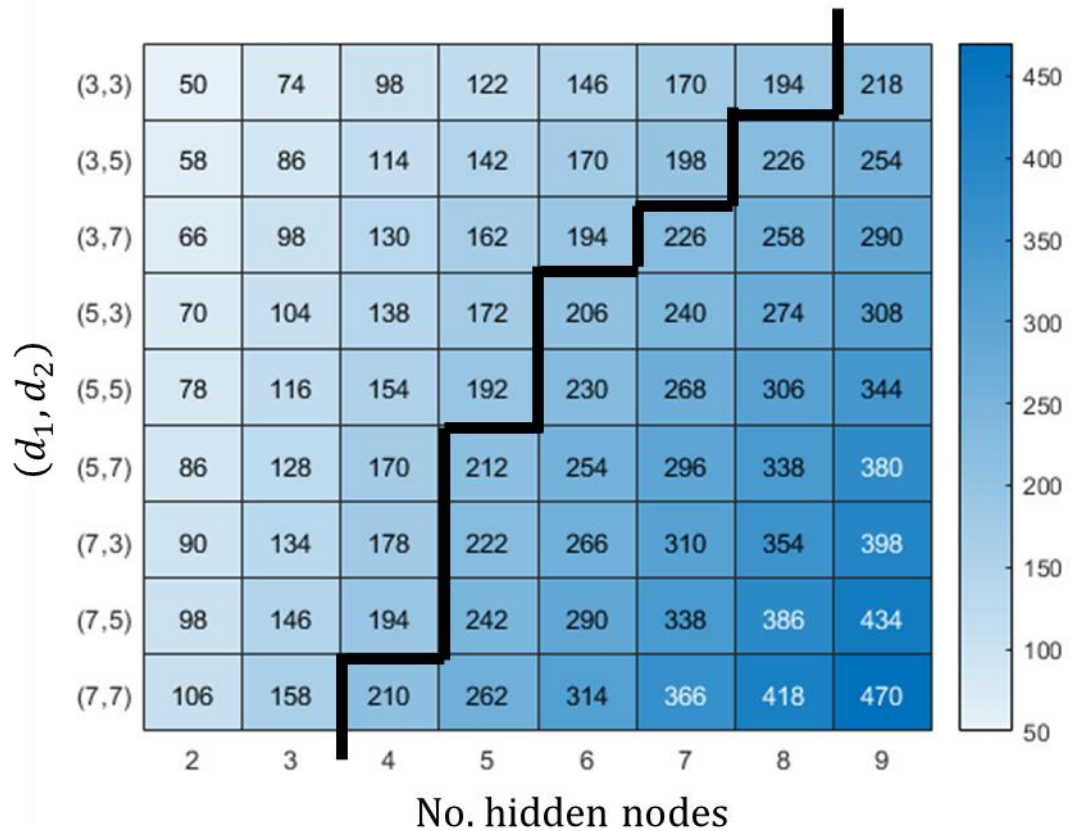 (3,3) 50 74 98 122 146 170 194 218
(3,5) 58 86 114 142 170 198 226 254
(3,7) 66 98 130 162 194 226 258 290
(5,3) 70 104 138 172 206 240 274 308
(5,5) 78 116 154 192 230 268 306 344
(5,7) 86 128 170 212 254 296 338 380
(7,3) 90 134 178 222 266 310 354 398
(7,5) 98 146 194 242 290 338 386 434
(7,7) 106 158 210 262 314 366 418 470
2 3 4 5 6 7 8 9
No. hidden nodes
(d₁, d₂)
450
400
350
300
250
200
150
100
50